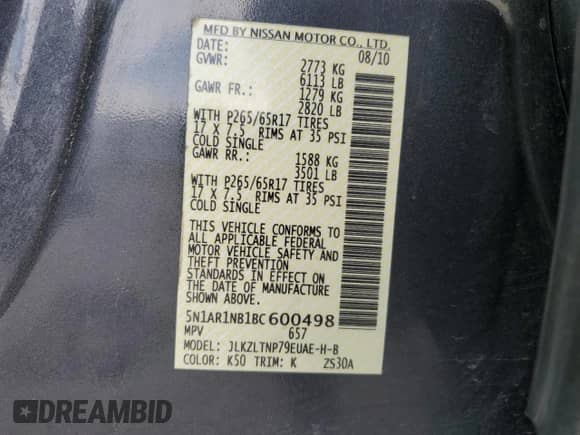 MFD BY NISSAN MOTOR CO., LTD.
DATE: 08/10
GVWR: 2773 KG
6113 LB
GAWR FR.: 1279 KG
2820 LB
WITH P265/65R17 TIRES
17 X 7.5 RIMS AT 35 PSI
COLD SINGLE
GAWR RR.: 1588 KG
3501 LB
WITH P265/65R17 TIRES
17 X 7.5 RIMS AT 35 PSI
COLD SINGLE
THIS VEHICLE CONFORMS TO
ALL APPLICABLE FEDERAL
MOTOR VEHICLE SAFETY AND
THEFT PREVENTION
STANDARDS IN EFFECT ON
THE DATE OF MANUFACTURE
SHOWN ABOVE.
5N1AR1NB1BC600498
MPV 657
MODEL: JLKZLTNP79EUAE-H-B
COLOR: K50 TRIM: K ZS30A
DREAMBID